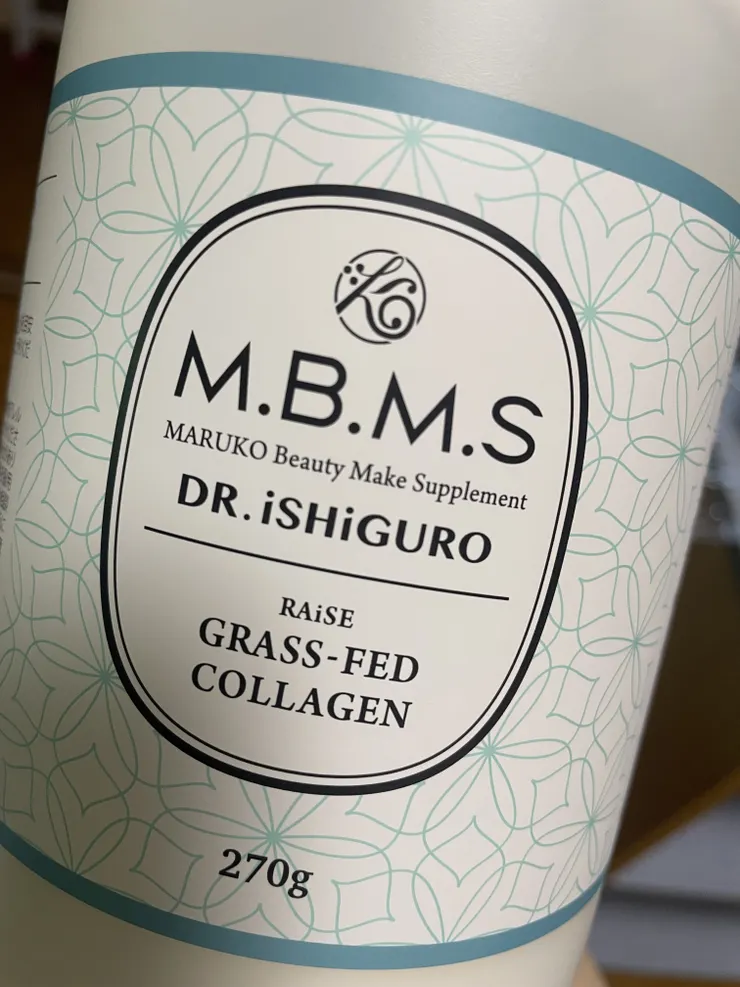 M.B.M.S
MARUKO Beauty Make Supplement
DR.iSHiGURO
RAiSE
GRASS-FED
COLLAGEN
270g